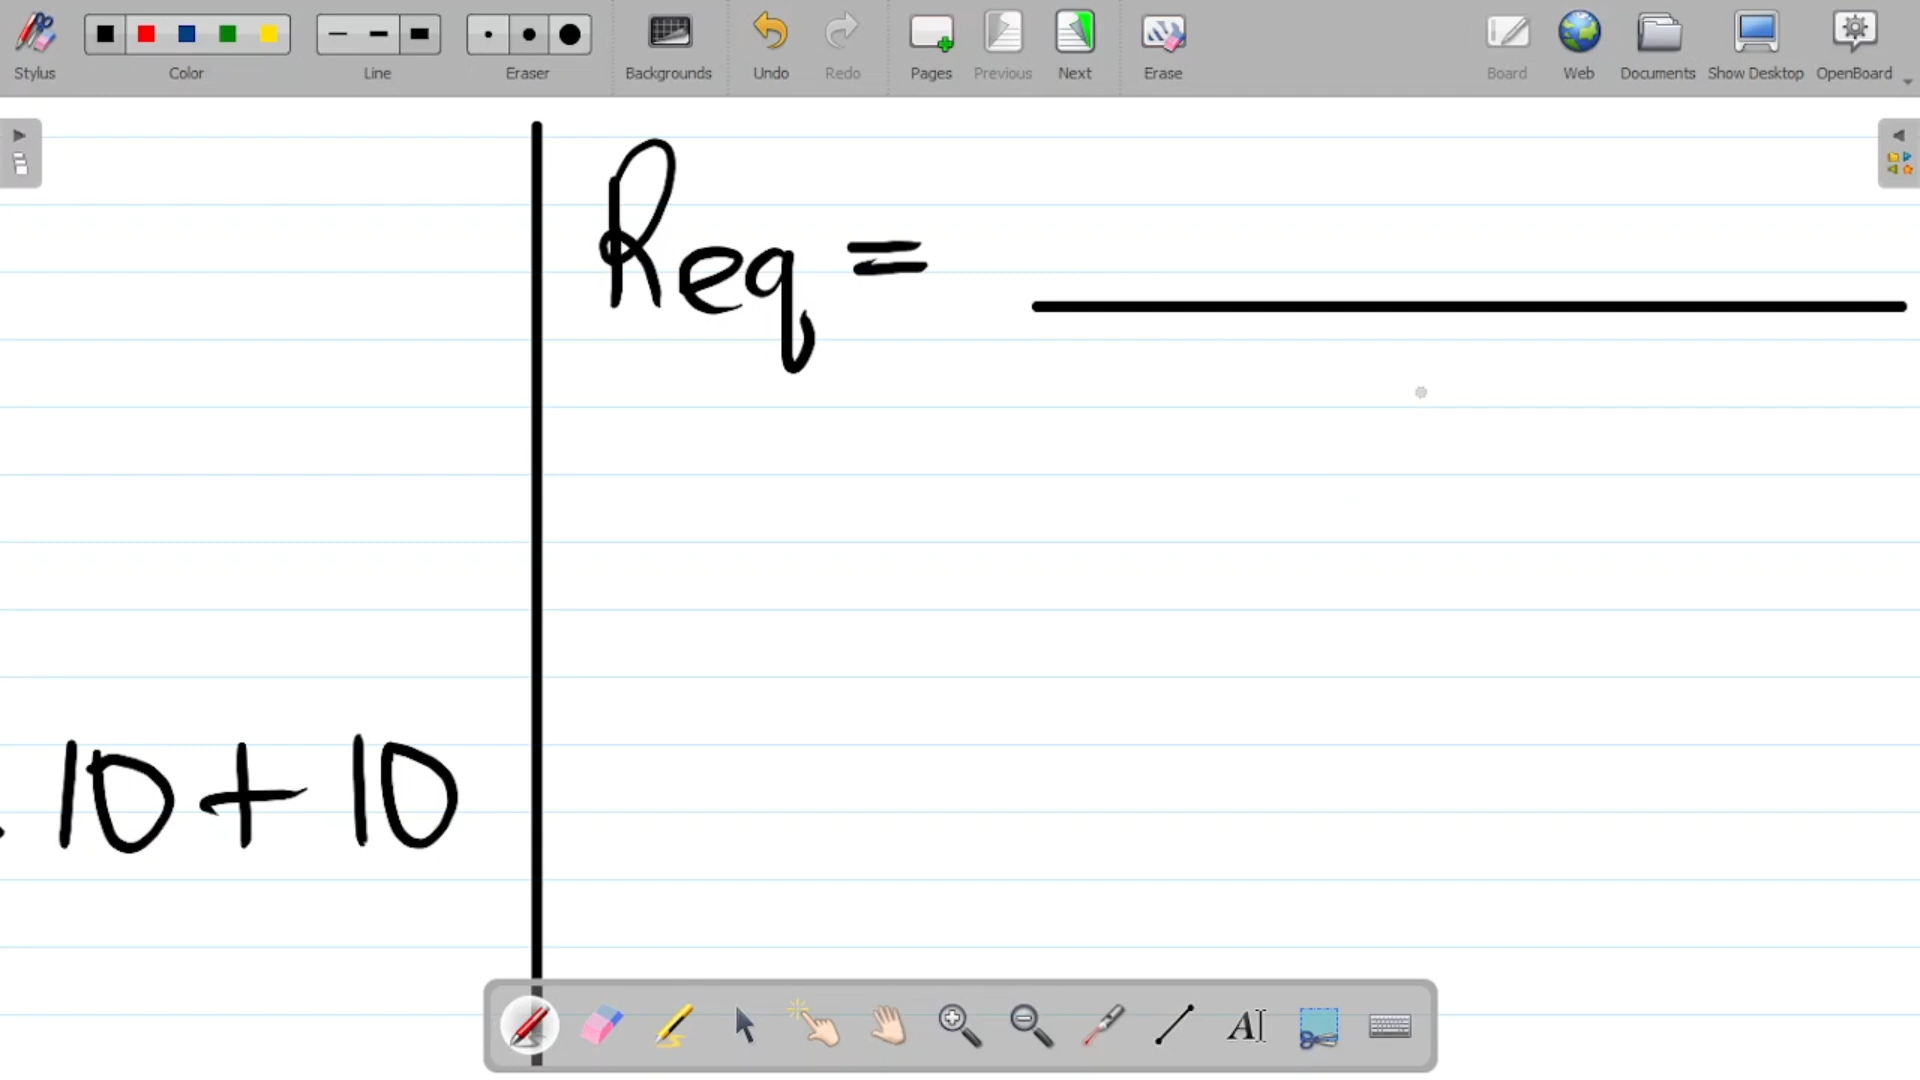 Stylus
Color
Line
Eraser
Backgrounds
Undo
Redo
Pages
Previous
Next
Erase
Board
Web
Documents
Show Desktop
OpenBoard
Req =
10 + 10